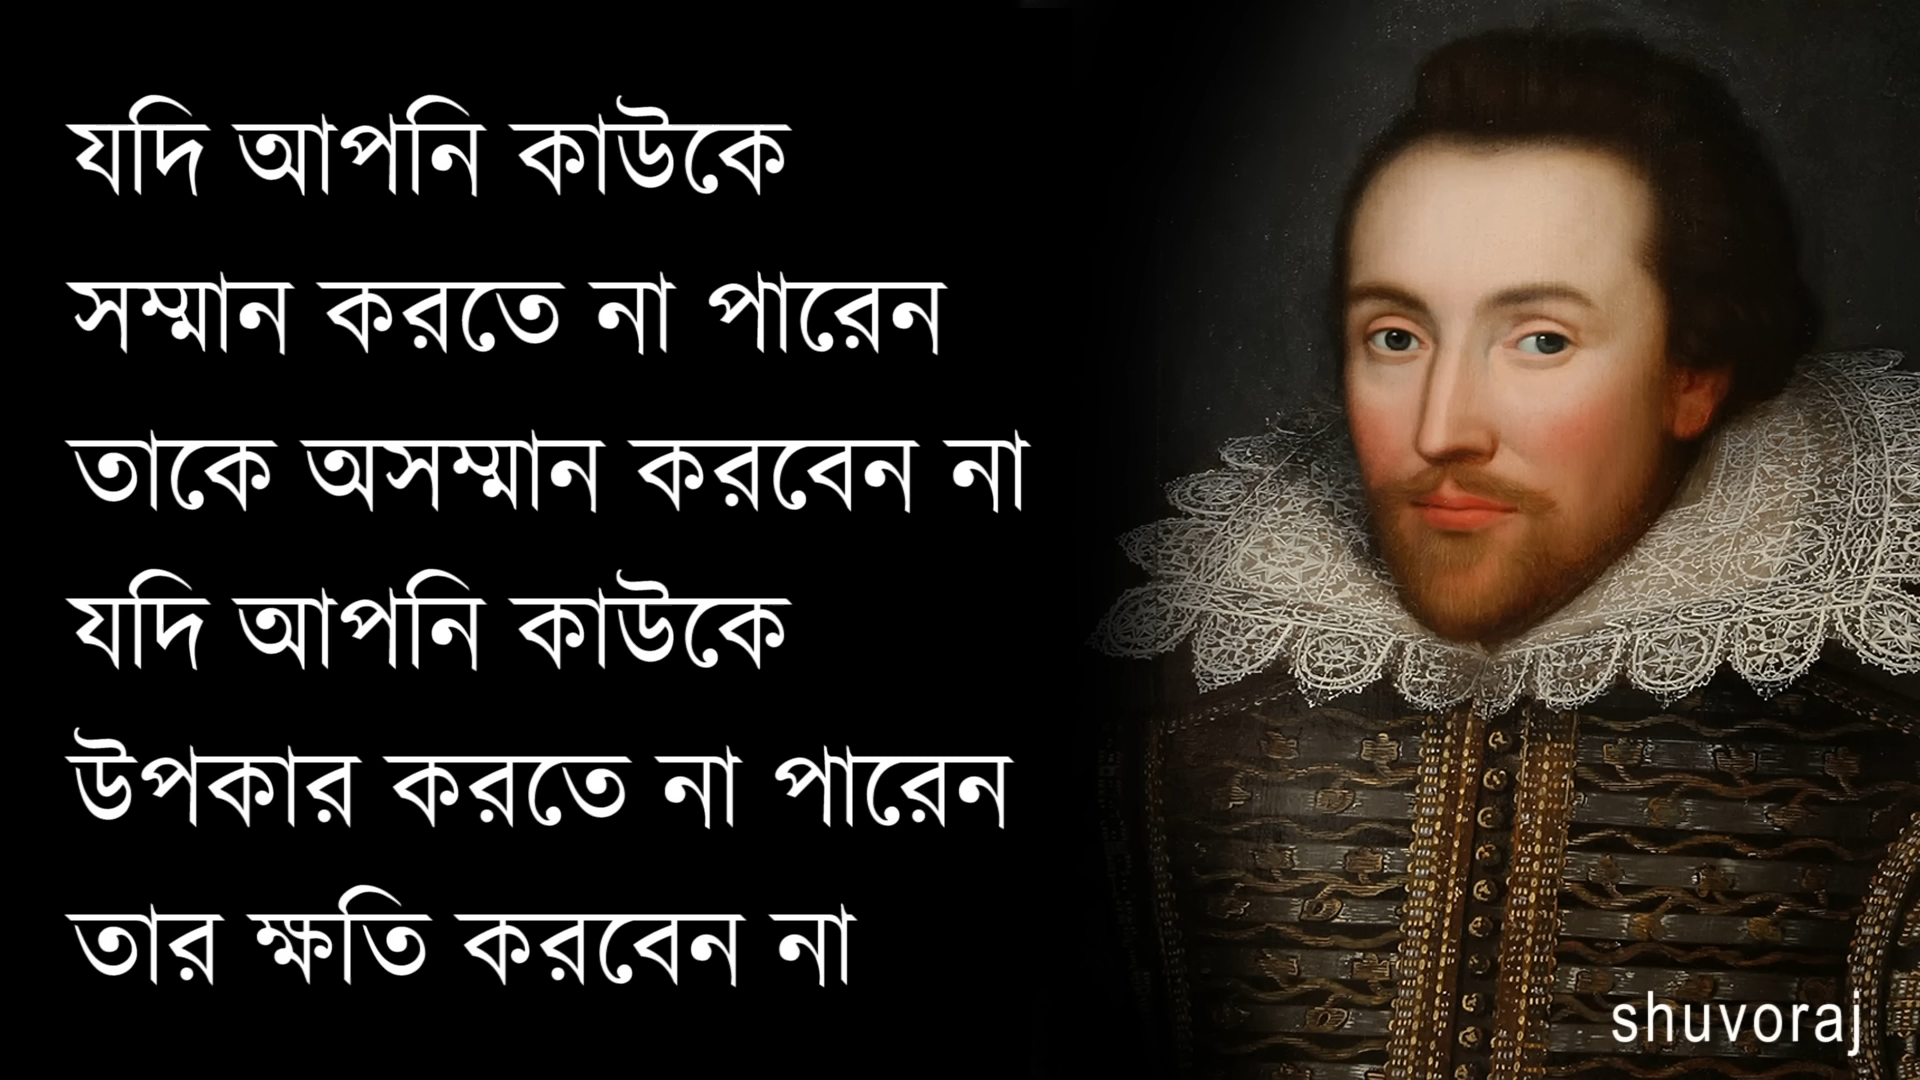 যদি আপনি কাউকে
সম্মান করতে না পারেন
তাকে অসম্মান করবেন না
যদি আপনি কাউকে
উপকার করতে না পারেন
তার ক্ষতি করবেন না
shuvoraj